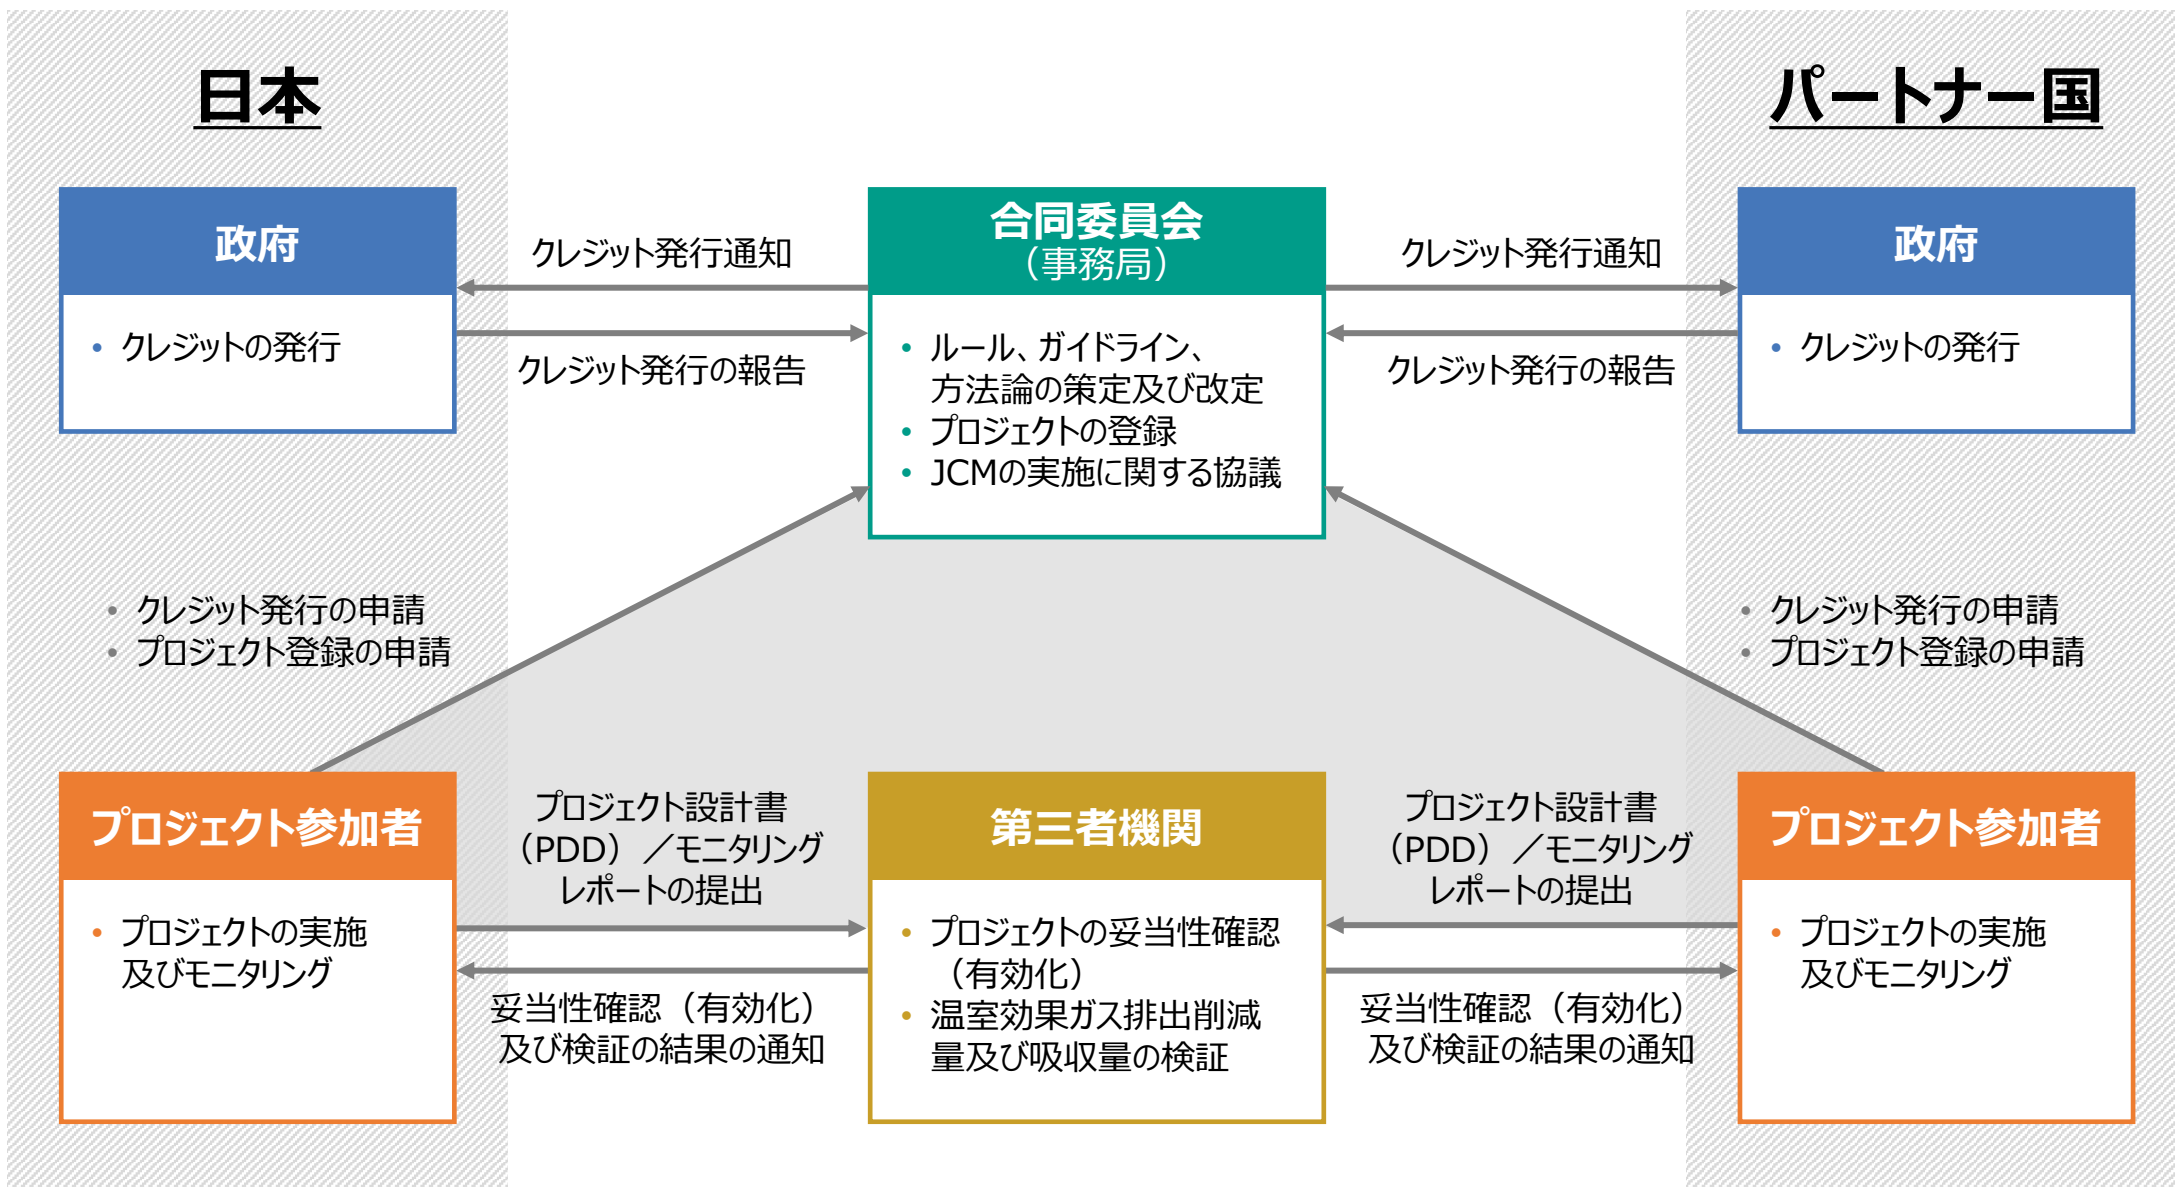 日本
パートナー国
政府
• クレジットの発行
クレジット発行通知
クレジット発行の報告
合同委員会
（事務局）
• ルール、ガイドライン、
方法論の策定及び改定
• プロジェクトの登録
• JCMの実施に関する協議
クレジット発行通知
クレジット発行の報告
政府
• クレジットの発行
• クレジット発行の申請
• プロジェクト登録の申請
• クレジット発行の申請
• プロジェクト登録の申請
プロジェクト参加者
• プロジェクトの実施
及びモニタリング
プロジェクト設計書
（PDD）／モニタリング
レポートの提出
妥当性確認（有効化）
及び検証の結果の通知
第三者機関
• プロジェクトの妥当性確認
（有効化）
• 温室効果ガス排出削減
量及び吸収量の検証
プロジェクト設計書
（PDD）／モニタリング
レポートの提出
妥当性確認（有効化）
及び検証の結果の通知
プロジェクト参加者
• プロジェクトの実施
及びモニタリング